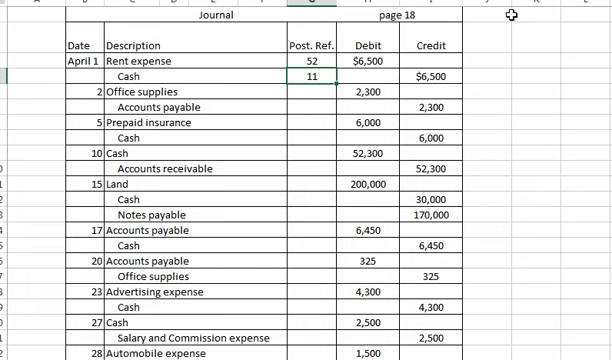 Journal page 18
Date Description Post. Ref. Debit Credit
April 1 Rent expense 52 $6,500
Cash 11 $6,500
2 Office supplies 2,300
Accounts payable 2,300
5 Prepaid insurance 6,000
Cash 6,000
10 Cash 52,300
Accounts receivable 52,300
15 Land 200,000
Cash 30,000
Notes payable 170,000
17 Accounts payable 6,450
Cash 6,450
20 Accounts payable 325
Office supplies 325
23 Advertising expense 4,300
Cash 4,300
27 Cash 2,500
Salary and Commission expense 2,500
28 Automobile expense 1,500